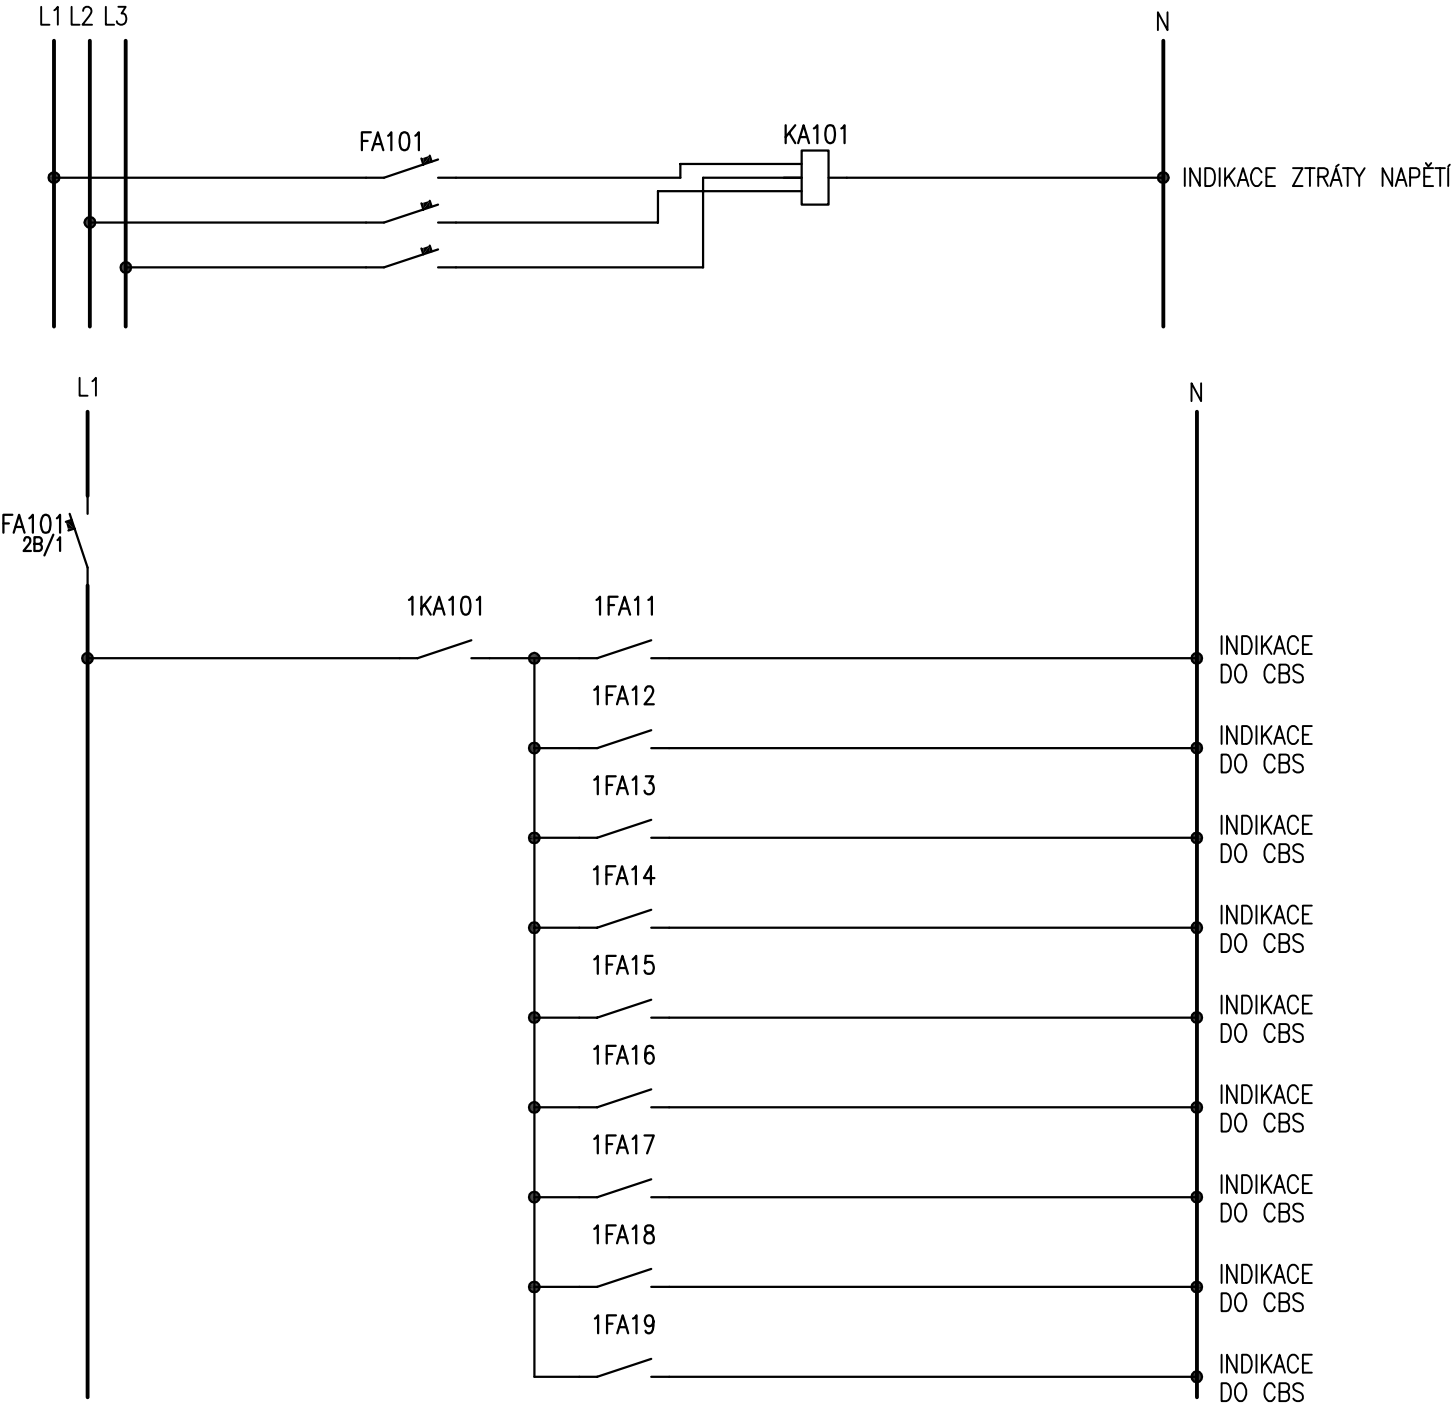 L1 L2 L3
N
FA101
KA101
INDIKACE ZTRÁTY NAPĚTÍ
L1
N
FA101
2B/1
1KA101
1FA11
INDIKACE
DO CBS
1FA12
INDIKACE
DO CBS
1FA13
INDIKACE
DO CBS
1FA14
INDIKACE
DO CBS
1FA15
INDIKACE
DO CBS
1FA16
INDIKACE
DO CBS
1FA17
INDIKACE
DO CBS
1FA18
INDIKACE
DO CBS
1FA19
INDIKACE
DO CBS